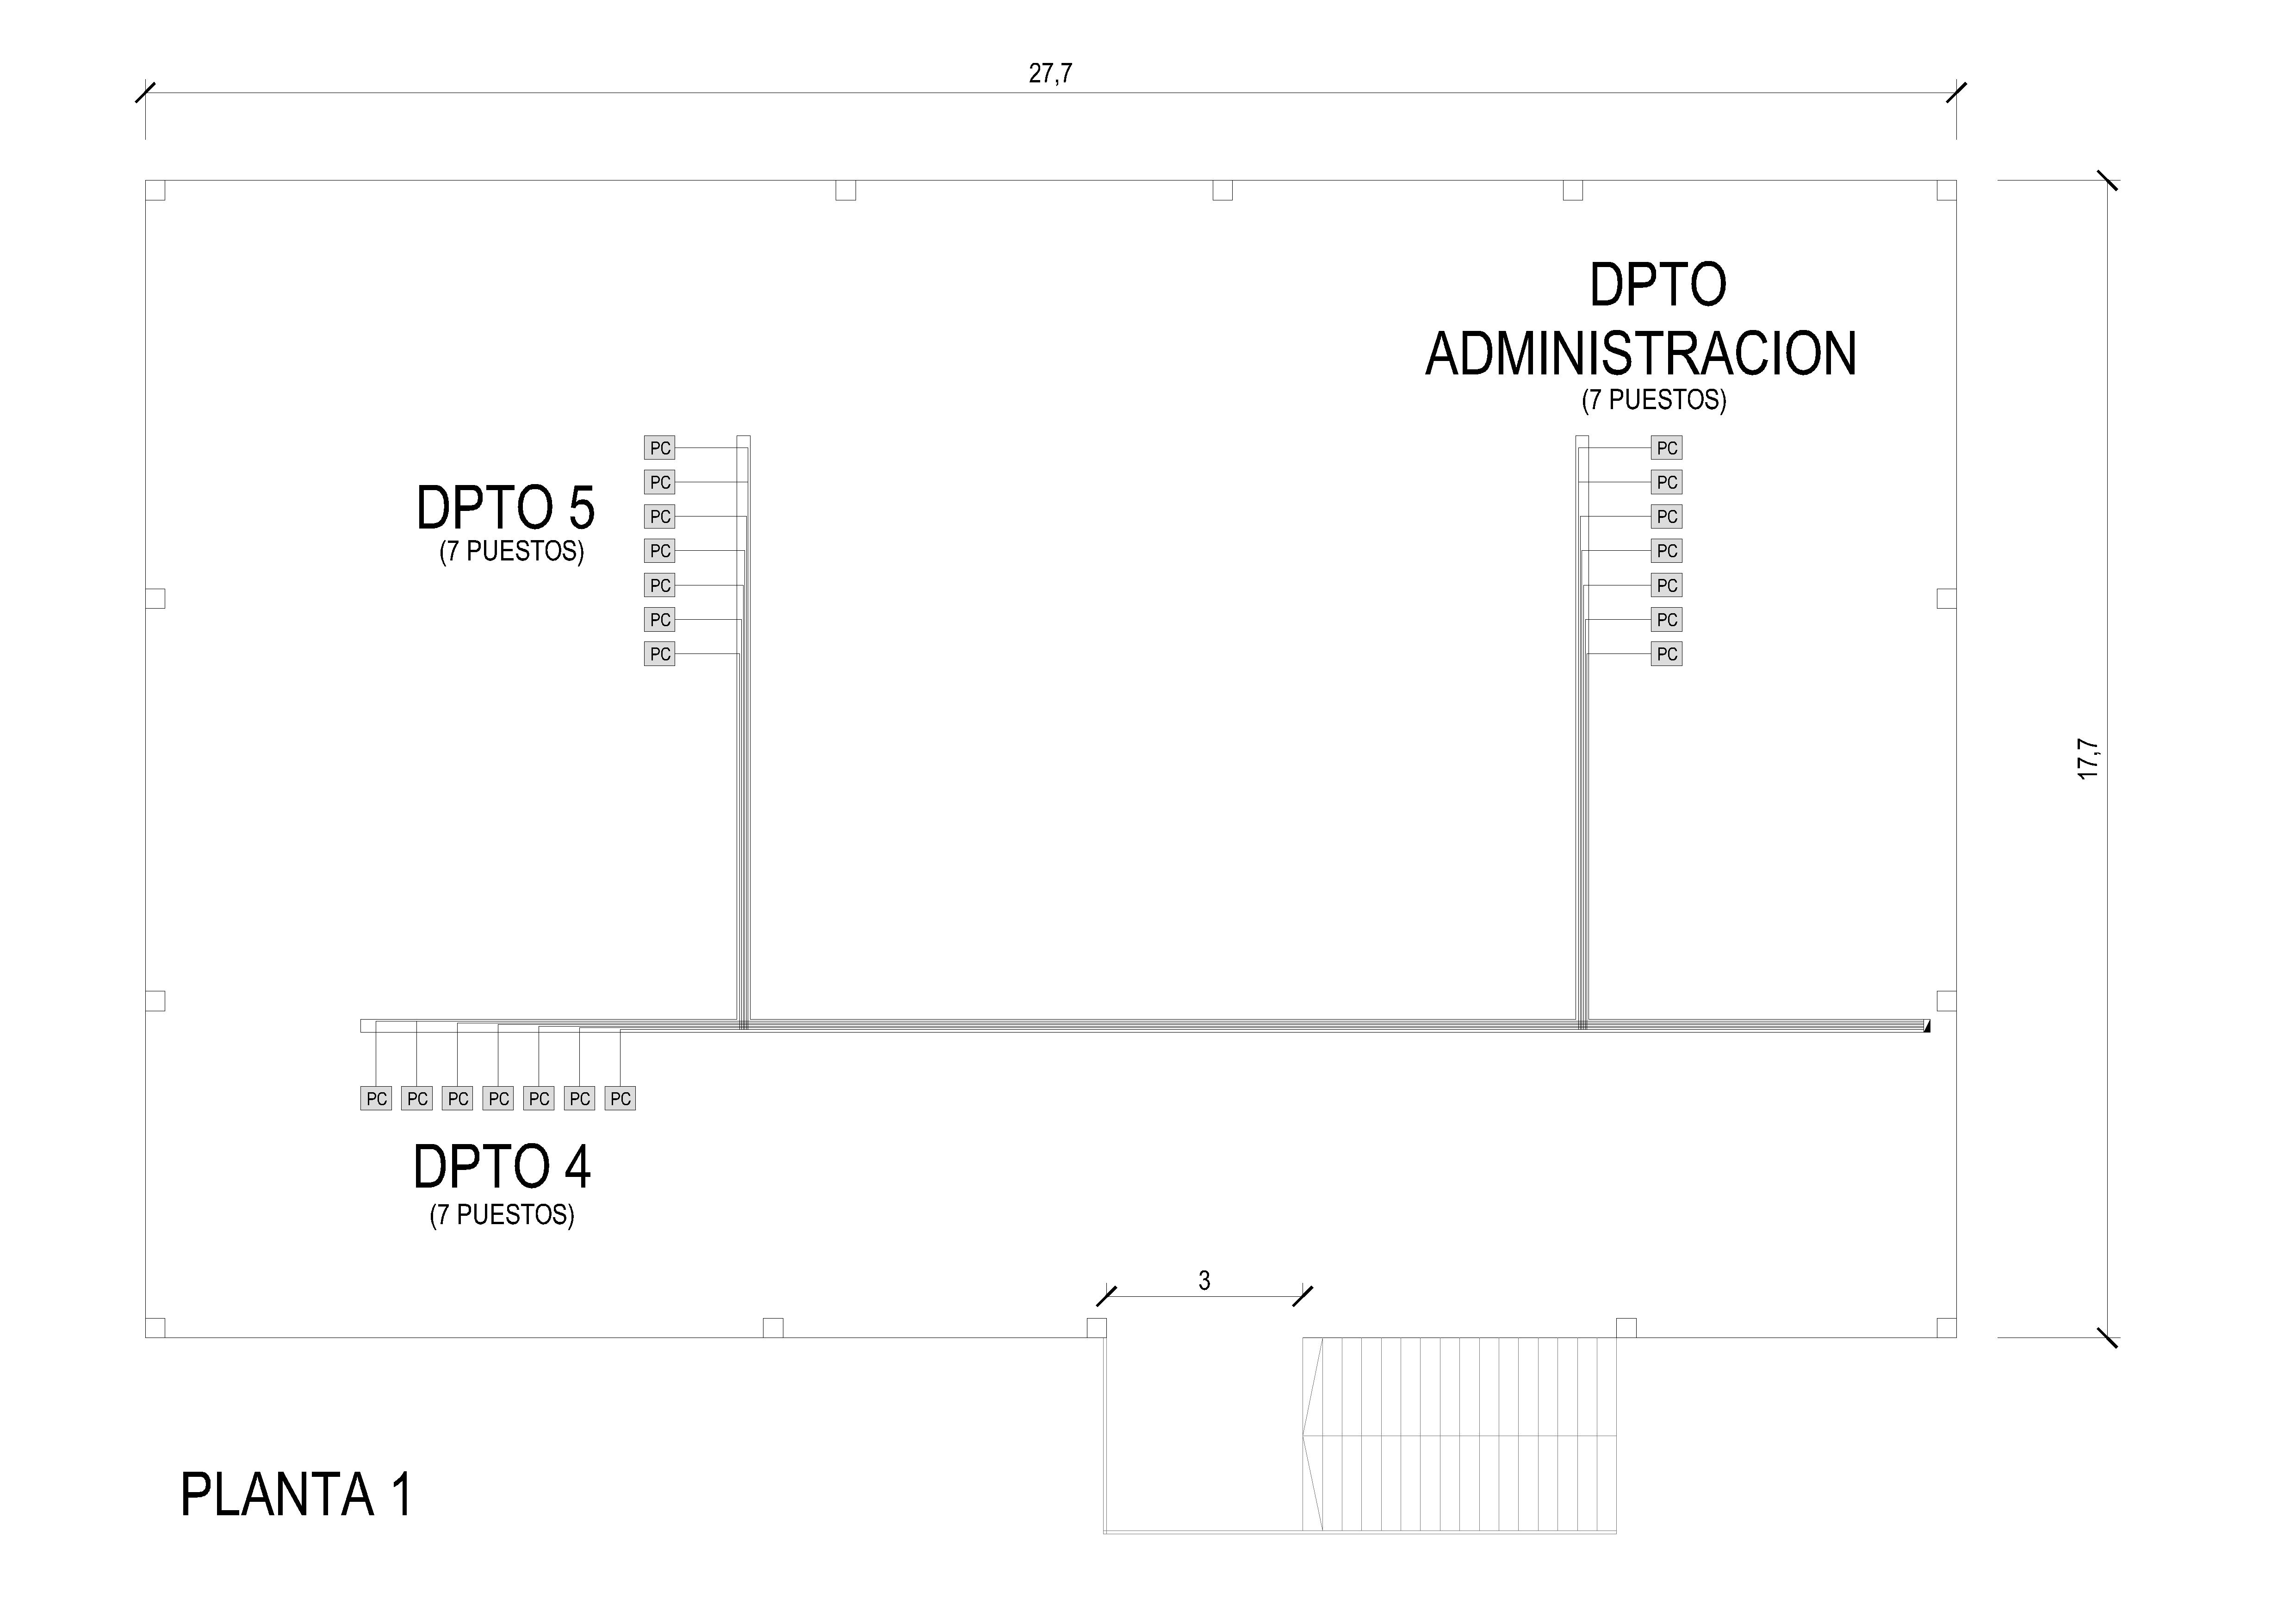 27,7
DPTO
ADMINISTRACION
(7 PUESTOS)
PC
PC
PC
PC
PC
PC
PC
DPTO 5
(7 PUESTOS)
PC
PC
PC
PC
PC
PC
PC
17,7
PC PC PC PC PC PC PC
DPTO 4
(7 PUESTOS)
3
PLANTA 1